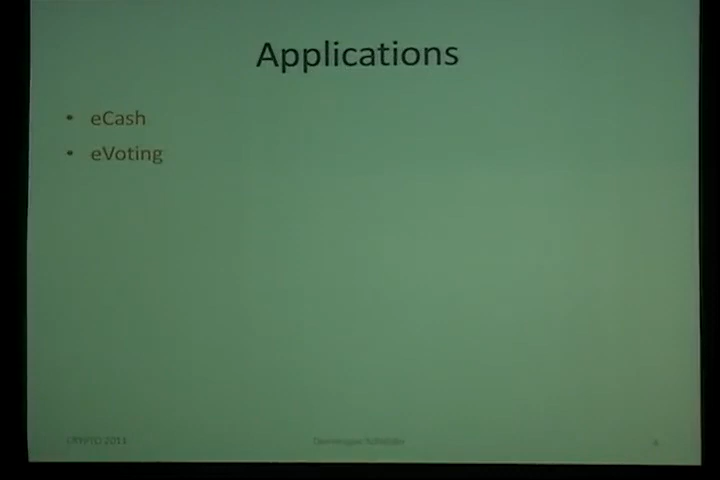 Applications
• eCash
• eVoting
CRYPTO 2011